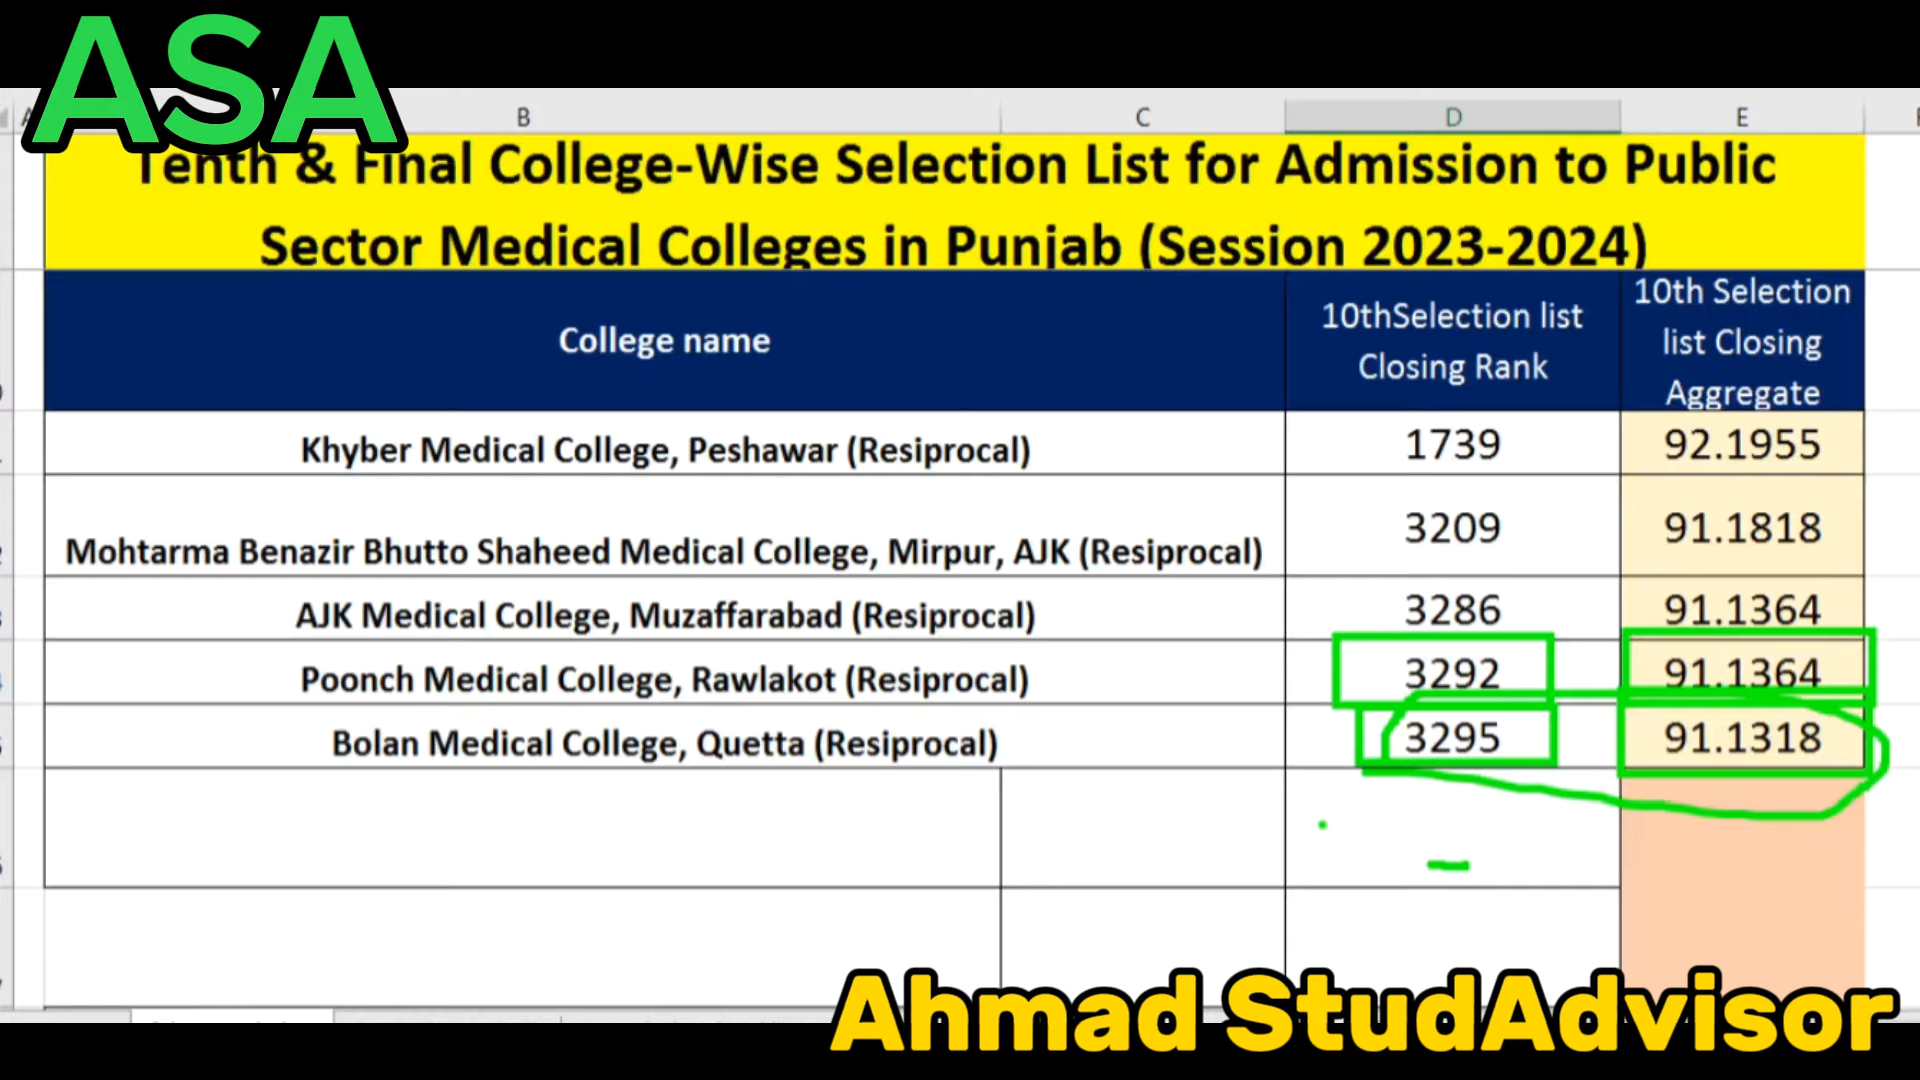 ASA
B C D E
Tenth & Final College-Wise Selection List for Admission to Public
Sector Medical Colleges in Punjab (Session 2023-2024)
College name
10thSelection list
Closing Rank
10th Selection
list Closing
Aggregate
Khyber Medical College, Peshawar (Resiprocal) 1739 92.1955
Mohtarma Benazir Bhutto Shaheed Medical College, Mirpur, AJK (Resiprocal) 3209 91.1818
AJK Medical College, Muzaffarabad (Resiprocal) 3286 91.1364
Poonch Medical College, Rawlakot (Resiprocal) 3292 91.1364
Bolan Medical College, Quetta (Resiprocal) 3295 91.1318
Ahmad StudAdvisor